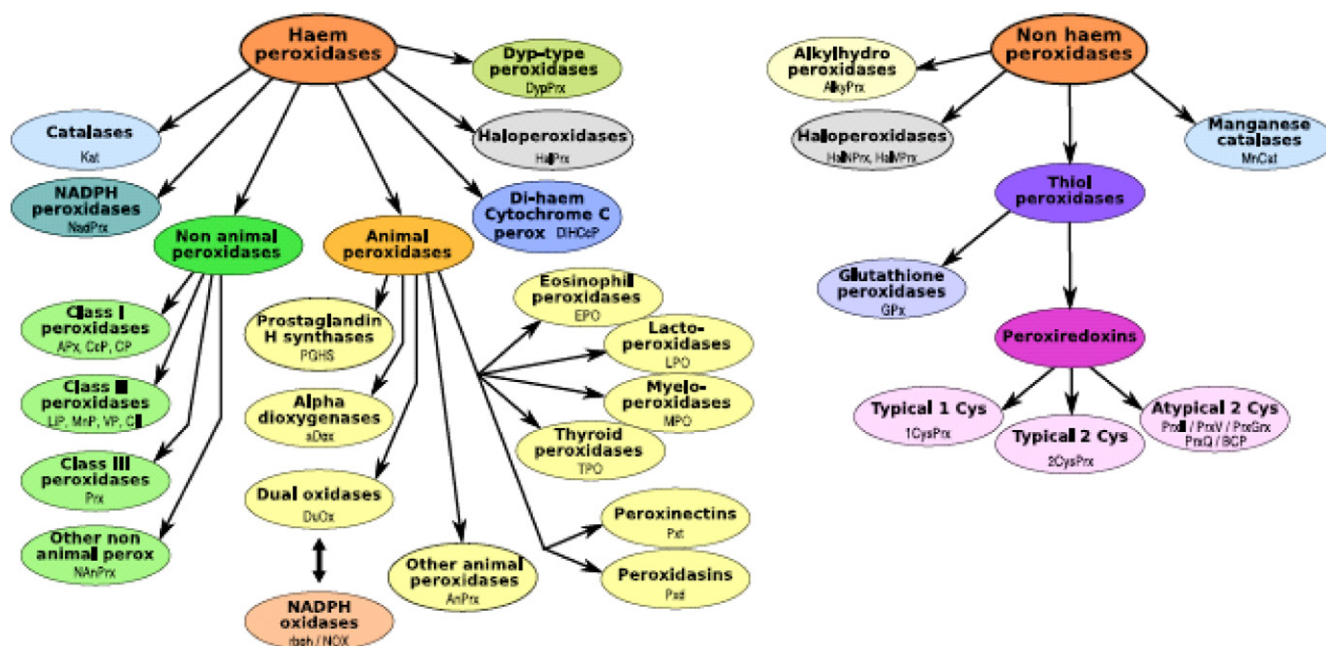 Haem
peroxidases
Dyp-type
peroxidases
DypPrx
Catalases
Kat
Haloperoxidases
HalPrx
NADPH
peroxidases
NadPrx
Di-haem
Cytochrome C
perox DiHCcP
Non animal
peroxidases
Animal
peroxidases
Class I
peroxidases
APx, CcP, CP
Class II
peroxidases
LiP, MnP, VP, CII
Class III
peroxidases
Prx
Other non
animal perox
NAnPrx
Prostaglandin
H synthases
PGHS
Alpha
dioxygenases
aDox
Dual oxidases
DuOx
NADPH
oxidases
rboh / NOX
Other animal
peroxidases
AnPrx
Eosinophil
peroxidases
EPO
Lacto-
peroxidases
LPO
Myelo-
peroxidases
MPO
Thyroid
peroxidases
TPO
Peroxinectins
Pxt
Peroxidasins
Pxd
Non haem
peroxidases
Alkylhydro
peroxidases
AlkyPrx
Haloperoxidases
HalNPrx, HalVPrx
Manganese
catalases
MnCat
Thiol
peroxidases
Glutathione
peroxidases
GPx
Peroxiredoxins
Typical 1 Cys
1CysPrx
Typical 2 Cys
2CysPrx
Atypical 2 Cys
PrxII / PrxV / PrxGrx
PrxQ / BCP